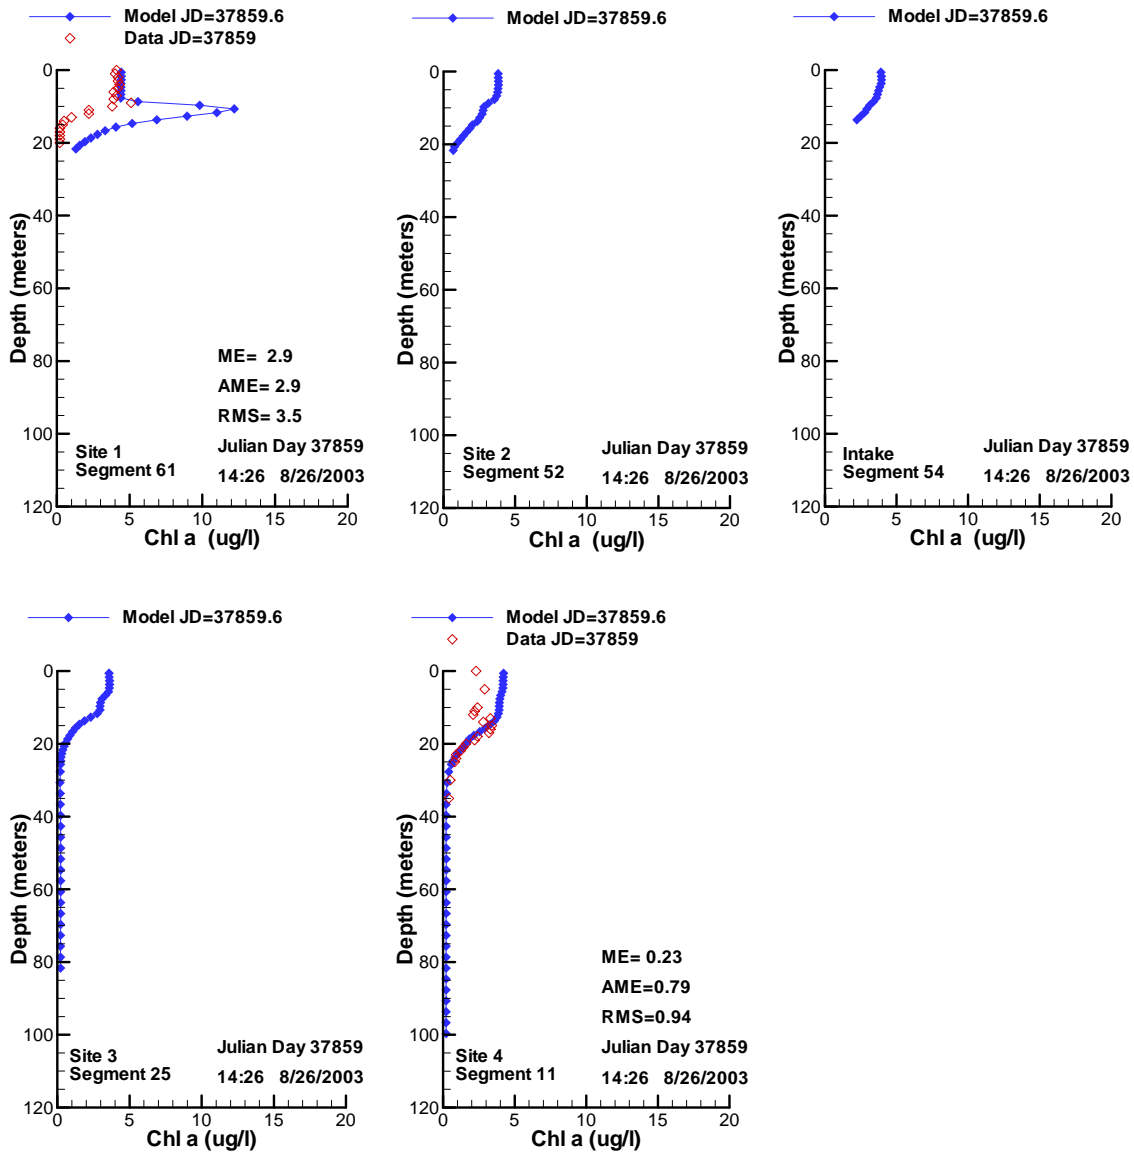 Model JD=37859.6
Data JD=37859
0
20
40
60
80
100
120
Depth (meters)
ME= 2.9
AME= 2.9
RMS= 3.5
Site 1
Segment 61
Julian Day 37859
14:26 8/26/2003
0 5 10 15 20
Chl a (ug/l)
Model JD=37859.6
0
20
40
60
80
100
120
Depth (meters)
Site 2
Segment 52
Julian Day 37859
14:26 8/26/2003
0 5 10 15 20
Chl a (ug/l)
Model JD=37859.6
0
20
40
60
80
100
120
Depth (meters)
Intake
Segment 54
Julian Day 37859
14:26 8/26/2003
0 5 10 15 20
Chl a (ug/l)
Model JD=37859.6
0
20
40
60
80
100
120
Depth (meters)
Site 3
Segment 25
Julian Day 37859
14:26 8/26/2003
0 5 10 15 20
Chl a (ug/l)
Model JD=37859.6
Data JD=37859
0
20
40
60
80
100
120
Depth (meters)
ME= 0.23
AME=0.79
RMS=0.94
Site 4
Segment 11
Julian Day 37859
14:26 8/26/2003
0 5 10 15 20
Chl a (ug/l)